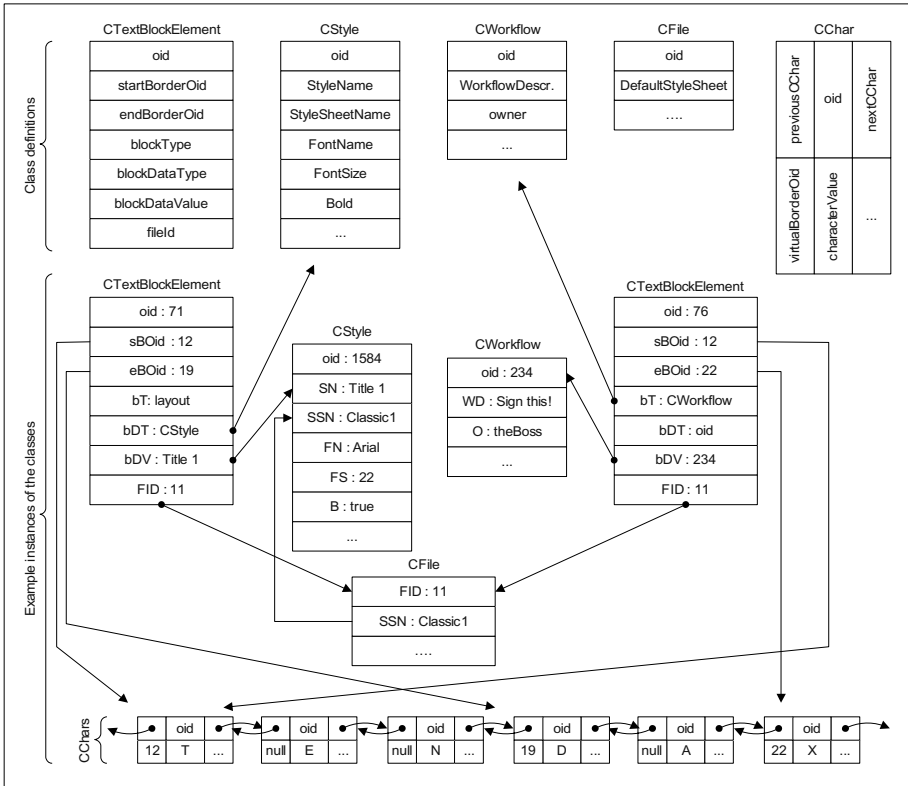 Class definitions
CTextBlockElement
oid
startBorderOid
endBorderOid
blockType
blockDataType
blockDataValue
fileId
CStyle
oid
StyleName
StyleSheetName
FontName
FontSize
Bold
...
CWorkflow
oid
WorkflowDescr.
owner
...
CFile
oid
DefaultStyleSheet
....
CChar
previousCChar
oid
nextCChar
virtualBorderOid
characterValue
...
Example instances of the classes
CTextBlockElement
oid : 71
sBOid : 12
eBOid : 19
bT: layout
bDT : CStyle
bDV : Title 1
FID : 11
CStyle
oid : 1584
SN : Title 1
SSN : Classic1
FN : Arial
FS : 22
B : true
...
CWorkflow
oid : 234
WD : Sign this!
O : theBoss
...
CTextBlockElement
oid : 76
sBOid : 12
eBOid : 22
bT : CWorkflow
bDT : oid
bDV : 234
FID : 11
CFile
FID : 11
SSN : Classic1
....
CChars
oid oid oid oid oid oid
12 T ... null E ... null N ... 19 D ... null A ... 22 X ...